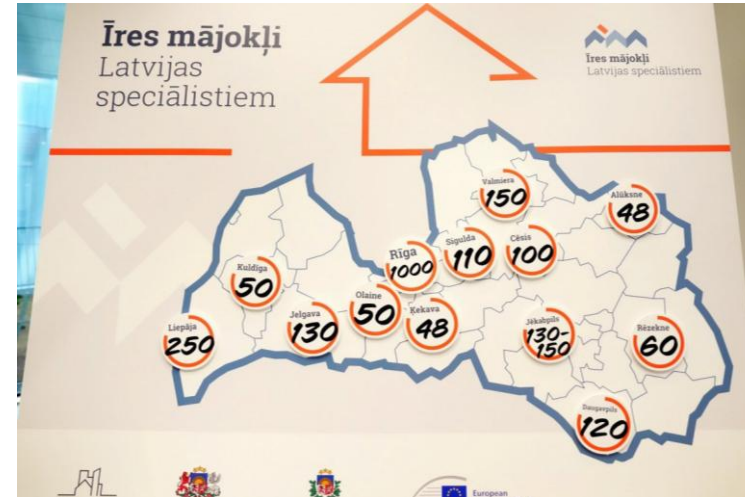 Īres mājokļi
Latvijas
speciālistiem
Īres mājokļi
Latvijas speciālistiem
Valmiera
150
Alūksne
48
Rīga
1000
Sigulda
110
Cēsis
100
Kuldīga
50
Liepāja
250
Jelgava
130
Olaine
50
Ķekava
48
Jēkabpils
130-
150
Rēzekne
60
Daugavpils
120
European